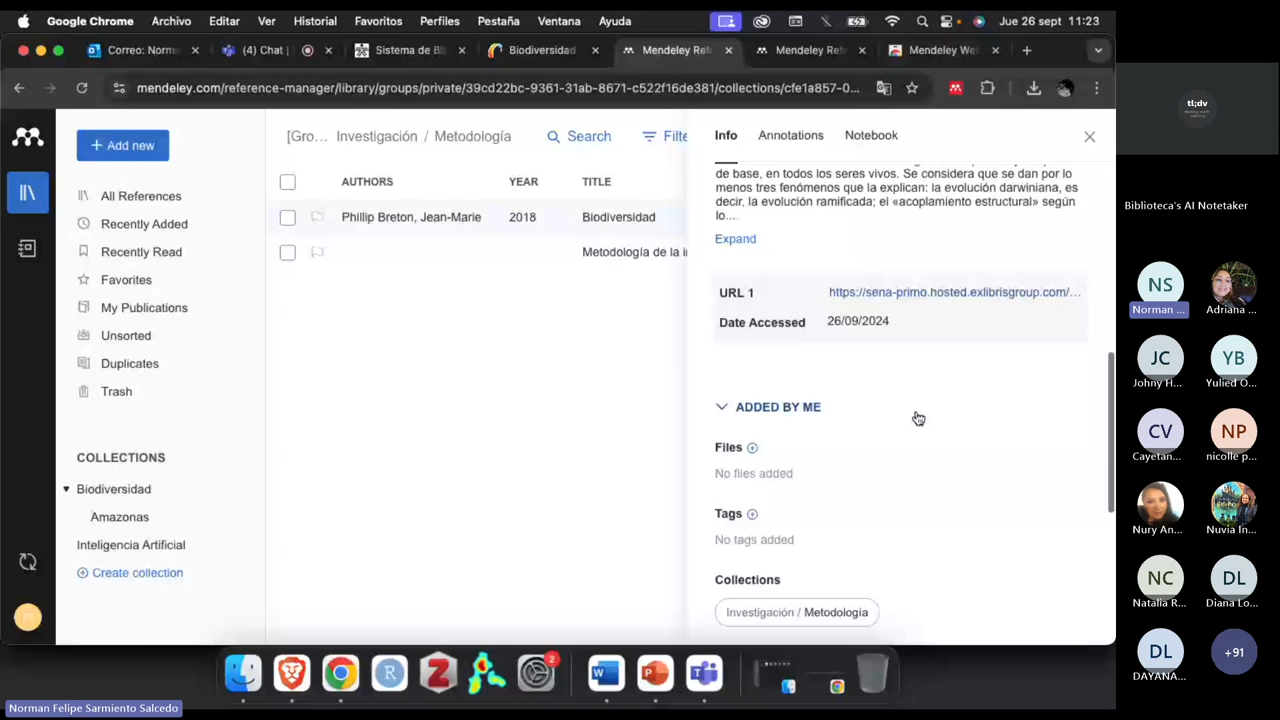 Google Chrome Archivo Editar Ver Historial Favoritos Perfiles Pestaña Ventana Ayuda Jue 26 sept 11:23
Correo: Norm
(4) Chat |
Sistema de
Biodiversidad
Mendeley Ref
Mendeley Ref
Mendeley We
mendeley.com/reference-manager/library/groups/private/39cd22bc-9361-31ab-8671-c522f16de381/collections/cfe1a857-0...
+ Add new
All References
Recently Added
Recently Read
Favorites
My Publications
Unsorted
Duplicates
Trash
COLLECTIONS
Biodiversidad
Amazonas
Inteligencia Artificial
Create collection
[Gro... Investigación / Metodología
Search
Filte
AUTHORS YEAR TITLE
Phillip Breton, Jean-Marie 2018 Biodiversidad
Metodología de la i
Info Annotations Notebook
de base, en todos los seres vivos. Se considera que se dan por lo
menos tres fenómenos que la explican: la evolución darwiniana, es
decir, la evolución ramificada; el «acoplamiento estructural» según
lo...
Expand
URL 1 https://sena-primo.hosted.exlibrisgroup.com/...
Date Accessed 26/09/2024
ADDED BY ME
Files
No files added
Tags
No tags added
Collections
Investigación / Metodología
2
tl;dv
Biblioteca's AI Notetaker
NS
Norman ...
Adriana ...
JC
Johny H...
YB
Yulied O...
CV
Cayetan...
NP
nicolle p...
Nury An...
Nuvia In...
NC
Natalia R...
DL
Diana Lo...
DL
DAYANA...
+91
Norman Felipe Sarmiento Salcedo